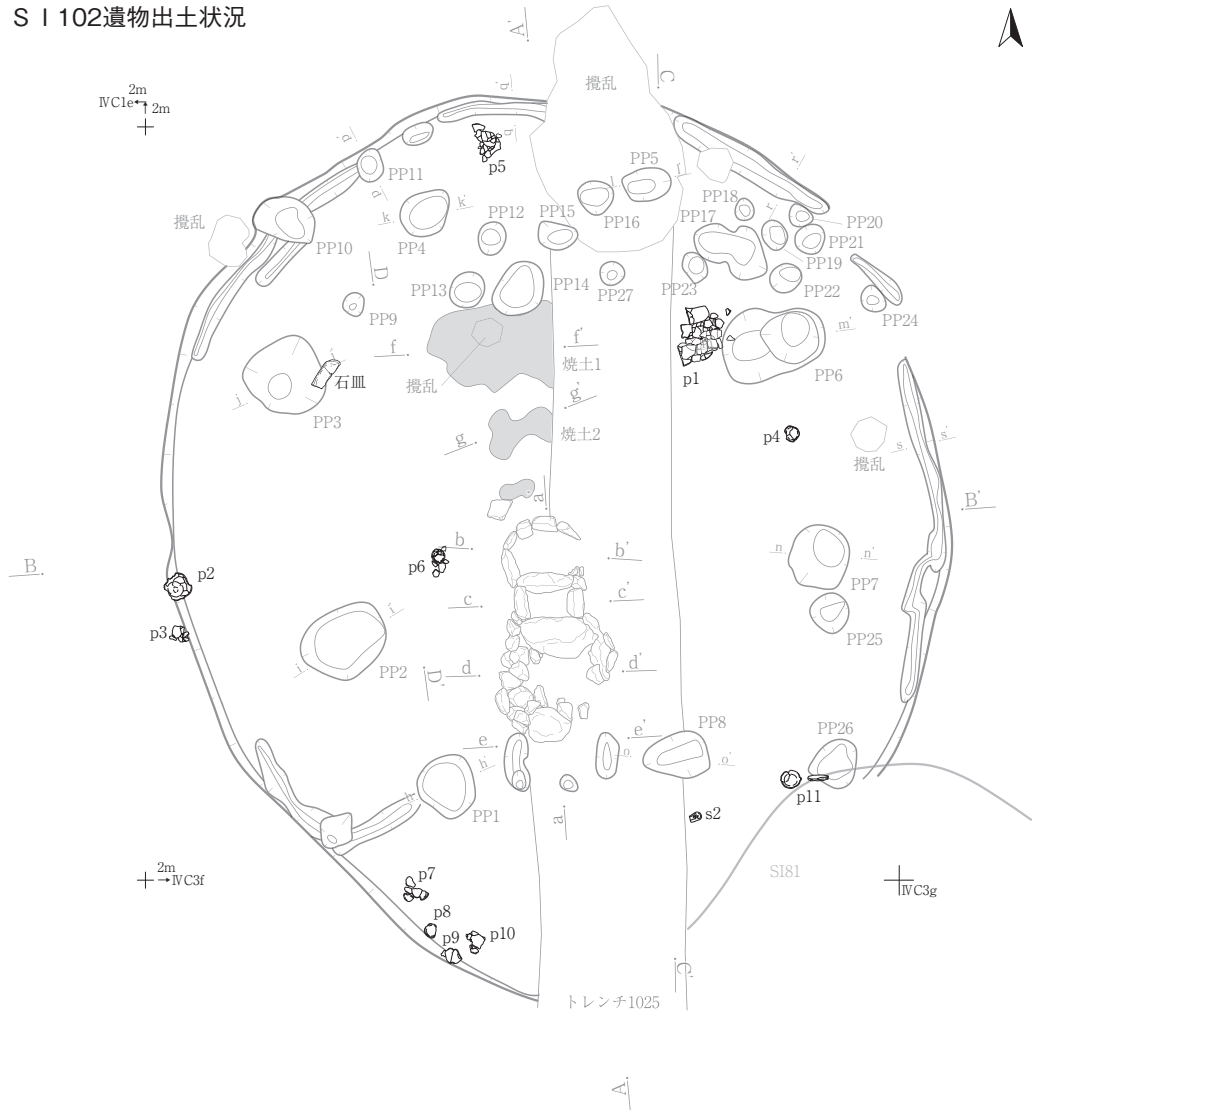 ＳＩ102遺物出土状況
A'
C
攪乱
2m
ⅣC1e
2m
q'
q
p'
p
p5
PP5
l
l'
r'
PP11
PP18
PP16
PP12
PP15
PP17
r
PP20
k'
k
PP4
攪乱
PP10
PP21
PP19
D
PP13
PP14
PP27
PP23
PP22
PP9
PP24
m'
f
f'
焼土1
p1
PP6
j'
石皿
攪乱
j
PP3
g'
g
焼土2
p4
攪乱
s
s'
a
B'
b
b'
n
n'
B
p2
p6
PP7
c
c'
i'
p3
PP25
i
PP2
D'
d
d'
e
e'
PP8
PP26
h'
o
o'
h
PP1
a'
s2
p11
2m
ⅣC3f
p7
SI81
ⅣC3g
p8
p9
p10
C'
トレンチ1025
A